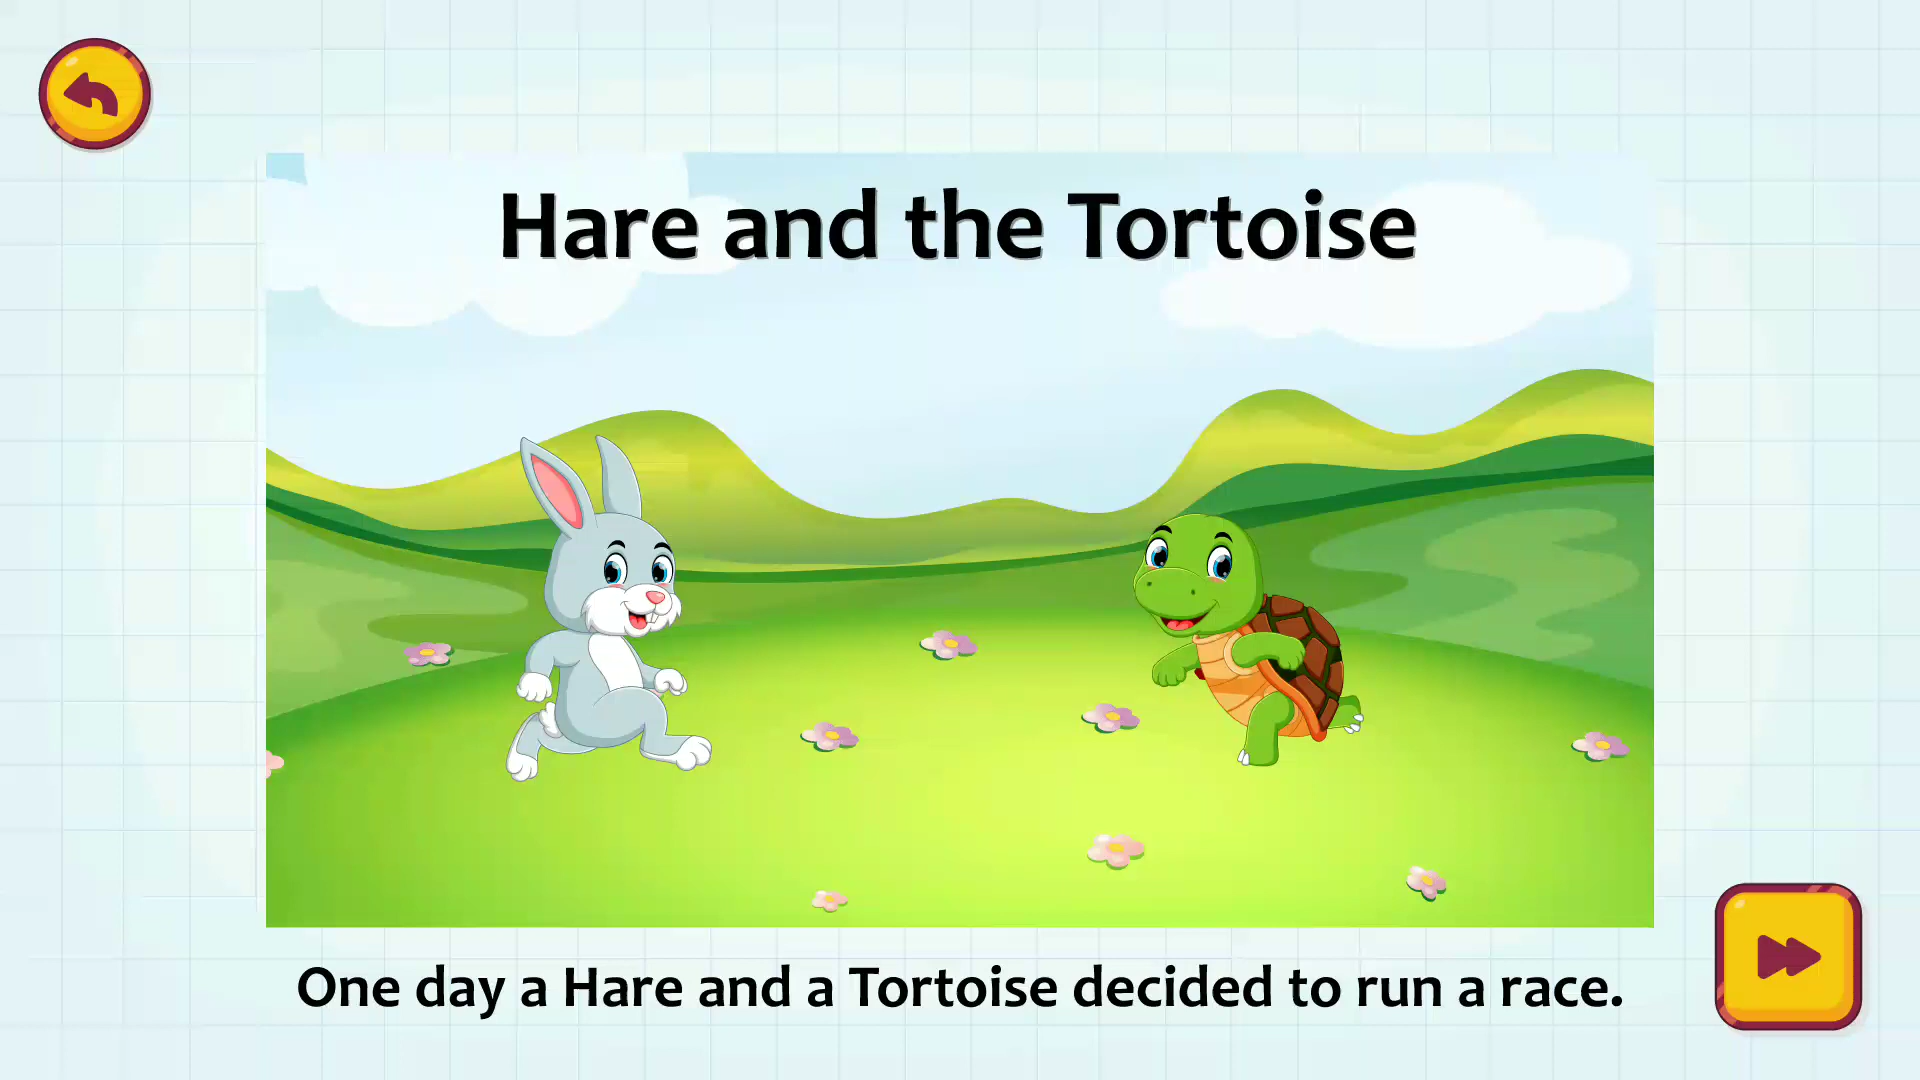 Hare and the Tortoise
One day a Hare and a Tortoise decided to run a race.